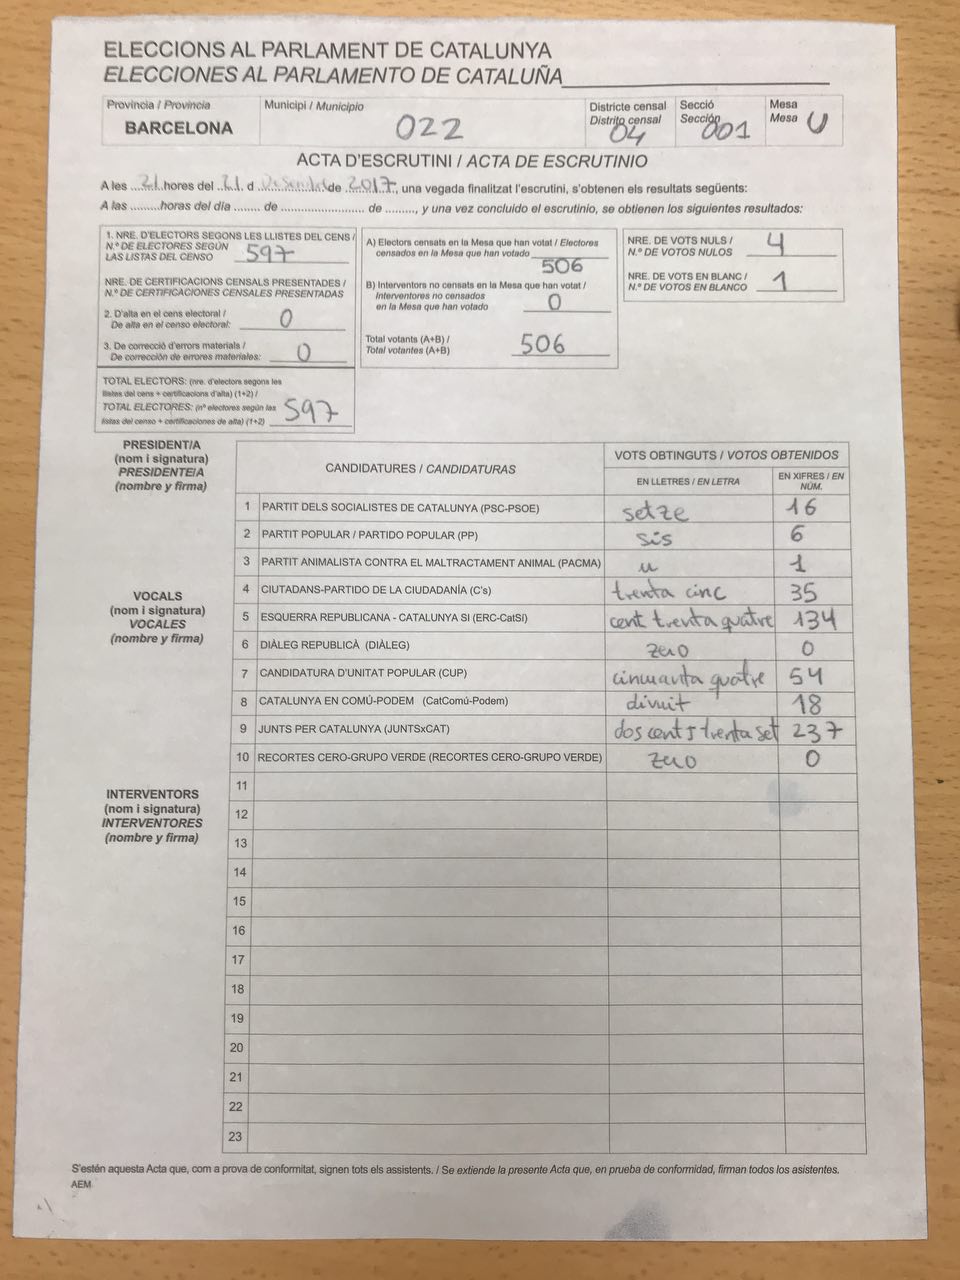 ELECCIONS AL PARLAMENT DE CATALUNYA
ELECCIONES AL PARLAMENTO DE CATALUÑA
Província / Provincia
BARCELONA
Municipi / Municipio
022
Districte censal
Distrito censal
04
Secció
Sección
001
Mesa
Mesa U
ACTA D'ESCRUTINI / ACTA DE ESCRUTINIO
A les ...21.hores del ..21. d ............de ..2017., una vegada finalitzat l'escrutini, s'obtenen els resultats següents:
A las .........horas del día ........ de ......................... de ........., y una vez concluido el escrutinio, se obtienen los siguientes resultados:
1. NRE. D'ELECTORS SEGONS LES LLISTES DEL CENS /
N.º DE ELECTORES SEGÚN
LAS LISTAS DEL CENSO 597
NRE. DE CERTIFICACIONS CENSALS PRESENTADES /
N.º DE CERTIFICACIONES CENSALES PRESENTADAS
2. D'alta en el cens electoral /
De alta en el censo electoral: 0
3. De correcció d'errors materials /
De corrección de errores materiales: 0
TOTAL ELECTORS: (nre. d'electors segons les
llistes del cens + certificacions d'alta) (1+2) /
TOTAL ELECTORES: (nº electores según las
listas del censo + certificaciones de alta) (1+2) 597
A) Electors censats en la Mesa que han votat / Electores
censados en la Mesa que han votado 506
B) Interventors no censats en la Mesa que han votat /
Interventores no censados
en la Mesa que han votado 0
Total votants (A+B) /
Total votantes (A+B) 506
NRE. DE VOTS NULS /
N.º DE VOTOS NULOS 4
NRE. DE VOTS EN BLANC /
N.º DE VOTOS EN BLANCO 1
PRESIDENT/A
(nom i signatura)
PRESIDENTE/A
(nombre y firma)
VOCALS
(nom i signatura)
VOCALES
(nombre y firma)
INTERVENTORS
(nom i signatura)
INTERVENTORES
(nombre y firma)
CANDIDATURES / CANDIDATURAS
VOTS OBTINGUTS / VOTOS OBTENIDOS
EN LLETRES / EN LETRA
EN XIFRES / EN
NÚM.
1 PARTIT DELS SOCIALISTES DE CATALUNYA (PSC-PSOE) setze 16
2 PARTIT POPULAR / PARTIDO POPULAR (PP) sis 6
3 PARTIT ANIMALISTA CONTRA EL MALTRACTAMENT ANIMAL (PACMA) u 1
4 CIUTADANS-PARTIDO DE LA CIUDADANÍA (C's) trenta cinc 35
5 ESQUERRA REPUBLICANA - CATALUNYA SI (ERC-CatSí) cent trenta quatre 134
6 DIÀLEG REPUBLICÀ (DIÀLEG) zero 0
7 CANDIDATURA D'UNITAT POPULAR (CUP) cinquanta quatre 54
8 CATALUNYA EN COMÚ-PODEM (CatComú-Podem) divuit 18
9 JUNTS PER CATALUNYA (JUNTSxCAT) dos cents trenta set 237
10 RECORTES CERO-GRUPO VERDE (RECORTES CERO-GRUPO VERDE) zero 0
11
12
13
14
15
16
17
18
19
20
21
22
23
S'estén aquesta Acta que, com a prova de conformitat, signen tots els assistents. / Se extiende la presente Acta que, en prueba de conformidad, firman todos los asistentes.
AEM